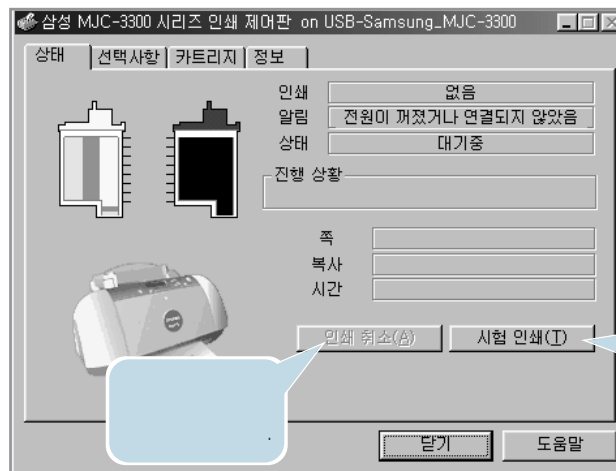 삼성 MJC-3300 시리즈 인쇄 제어판 on USB-Samsung_MJC-3300
상태 선택사항 카트리지 정보
인쇄 없음
알림 전원이 꺼졌거나 연결되지 않았음
상태 대기중
진행 상황
쪽
복사
시간
인쇄 취소(A) 시험 인쇄(T)
.
닫기 도움말